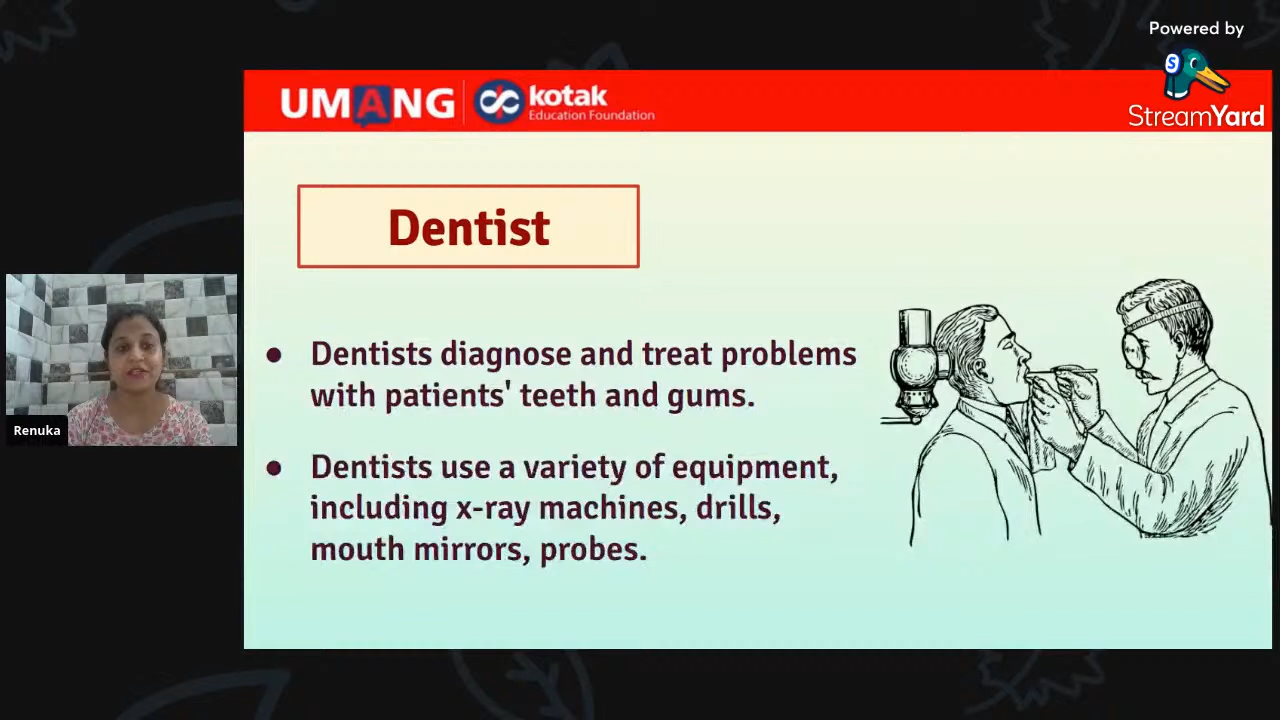 Powered by
StreamYard
UMANG
kotak
Education Foundation
Dentist
● Dentists diagnose and treat problems
with patients' teeth and gums.
● Dentists use a variety of equipment,
including x-ray machines, drills,
mouth mirrors, probes.
Renuka